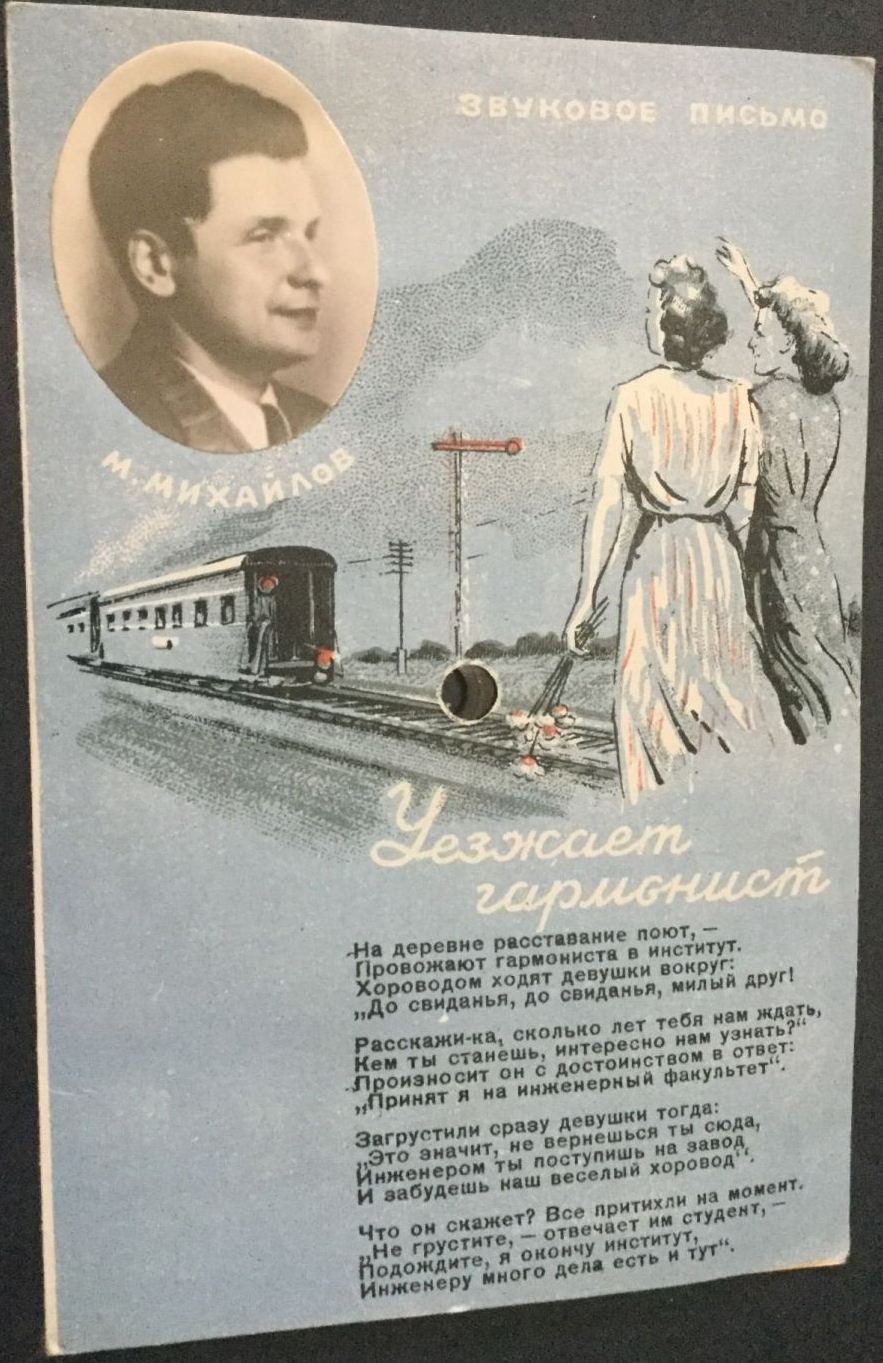 ЗВУКОВОЕ ПИСЬМО
М. МИХАЙЛОВ
Уезжает
гармонист
На деревне расставание поют, —
Провожают гармониста в институт.
Хороводом ходят девушки вокруг:
„До свиданья, до свиданья, милый друг!
Расскажи-ка, сколько лет тебя нам ждать,
Кем ты станешь, интересно нам узнать?“
Произносит он с достоинством в ответ:
„Принят я на инженерный факультет“.
Загрустили сразу девушки тогда:
„Это значит, не вернешься ты сюда,
Инженером ты поступишь на завод
И забудешь наш веселый хоровод“.
Что он скажет? Все притихли на момент.
„Не грустите, — отвечает им студент, —
Подождите, я окончу институт,
Инженеру много дела есть и тут“.